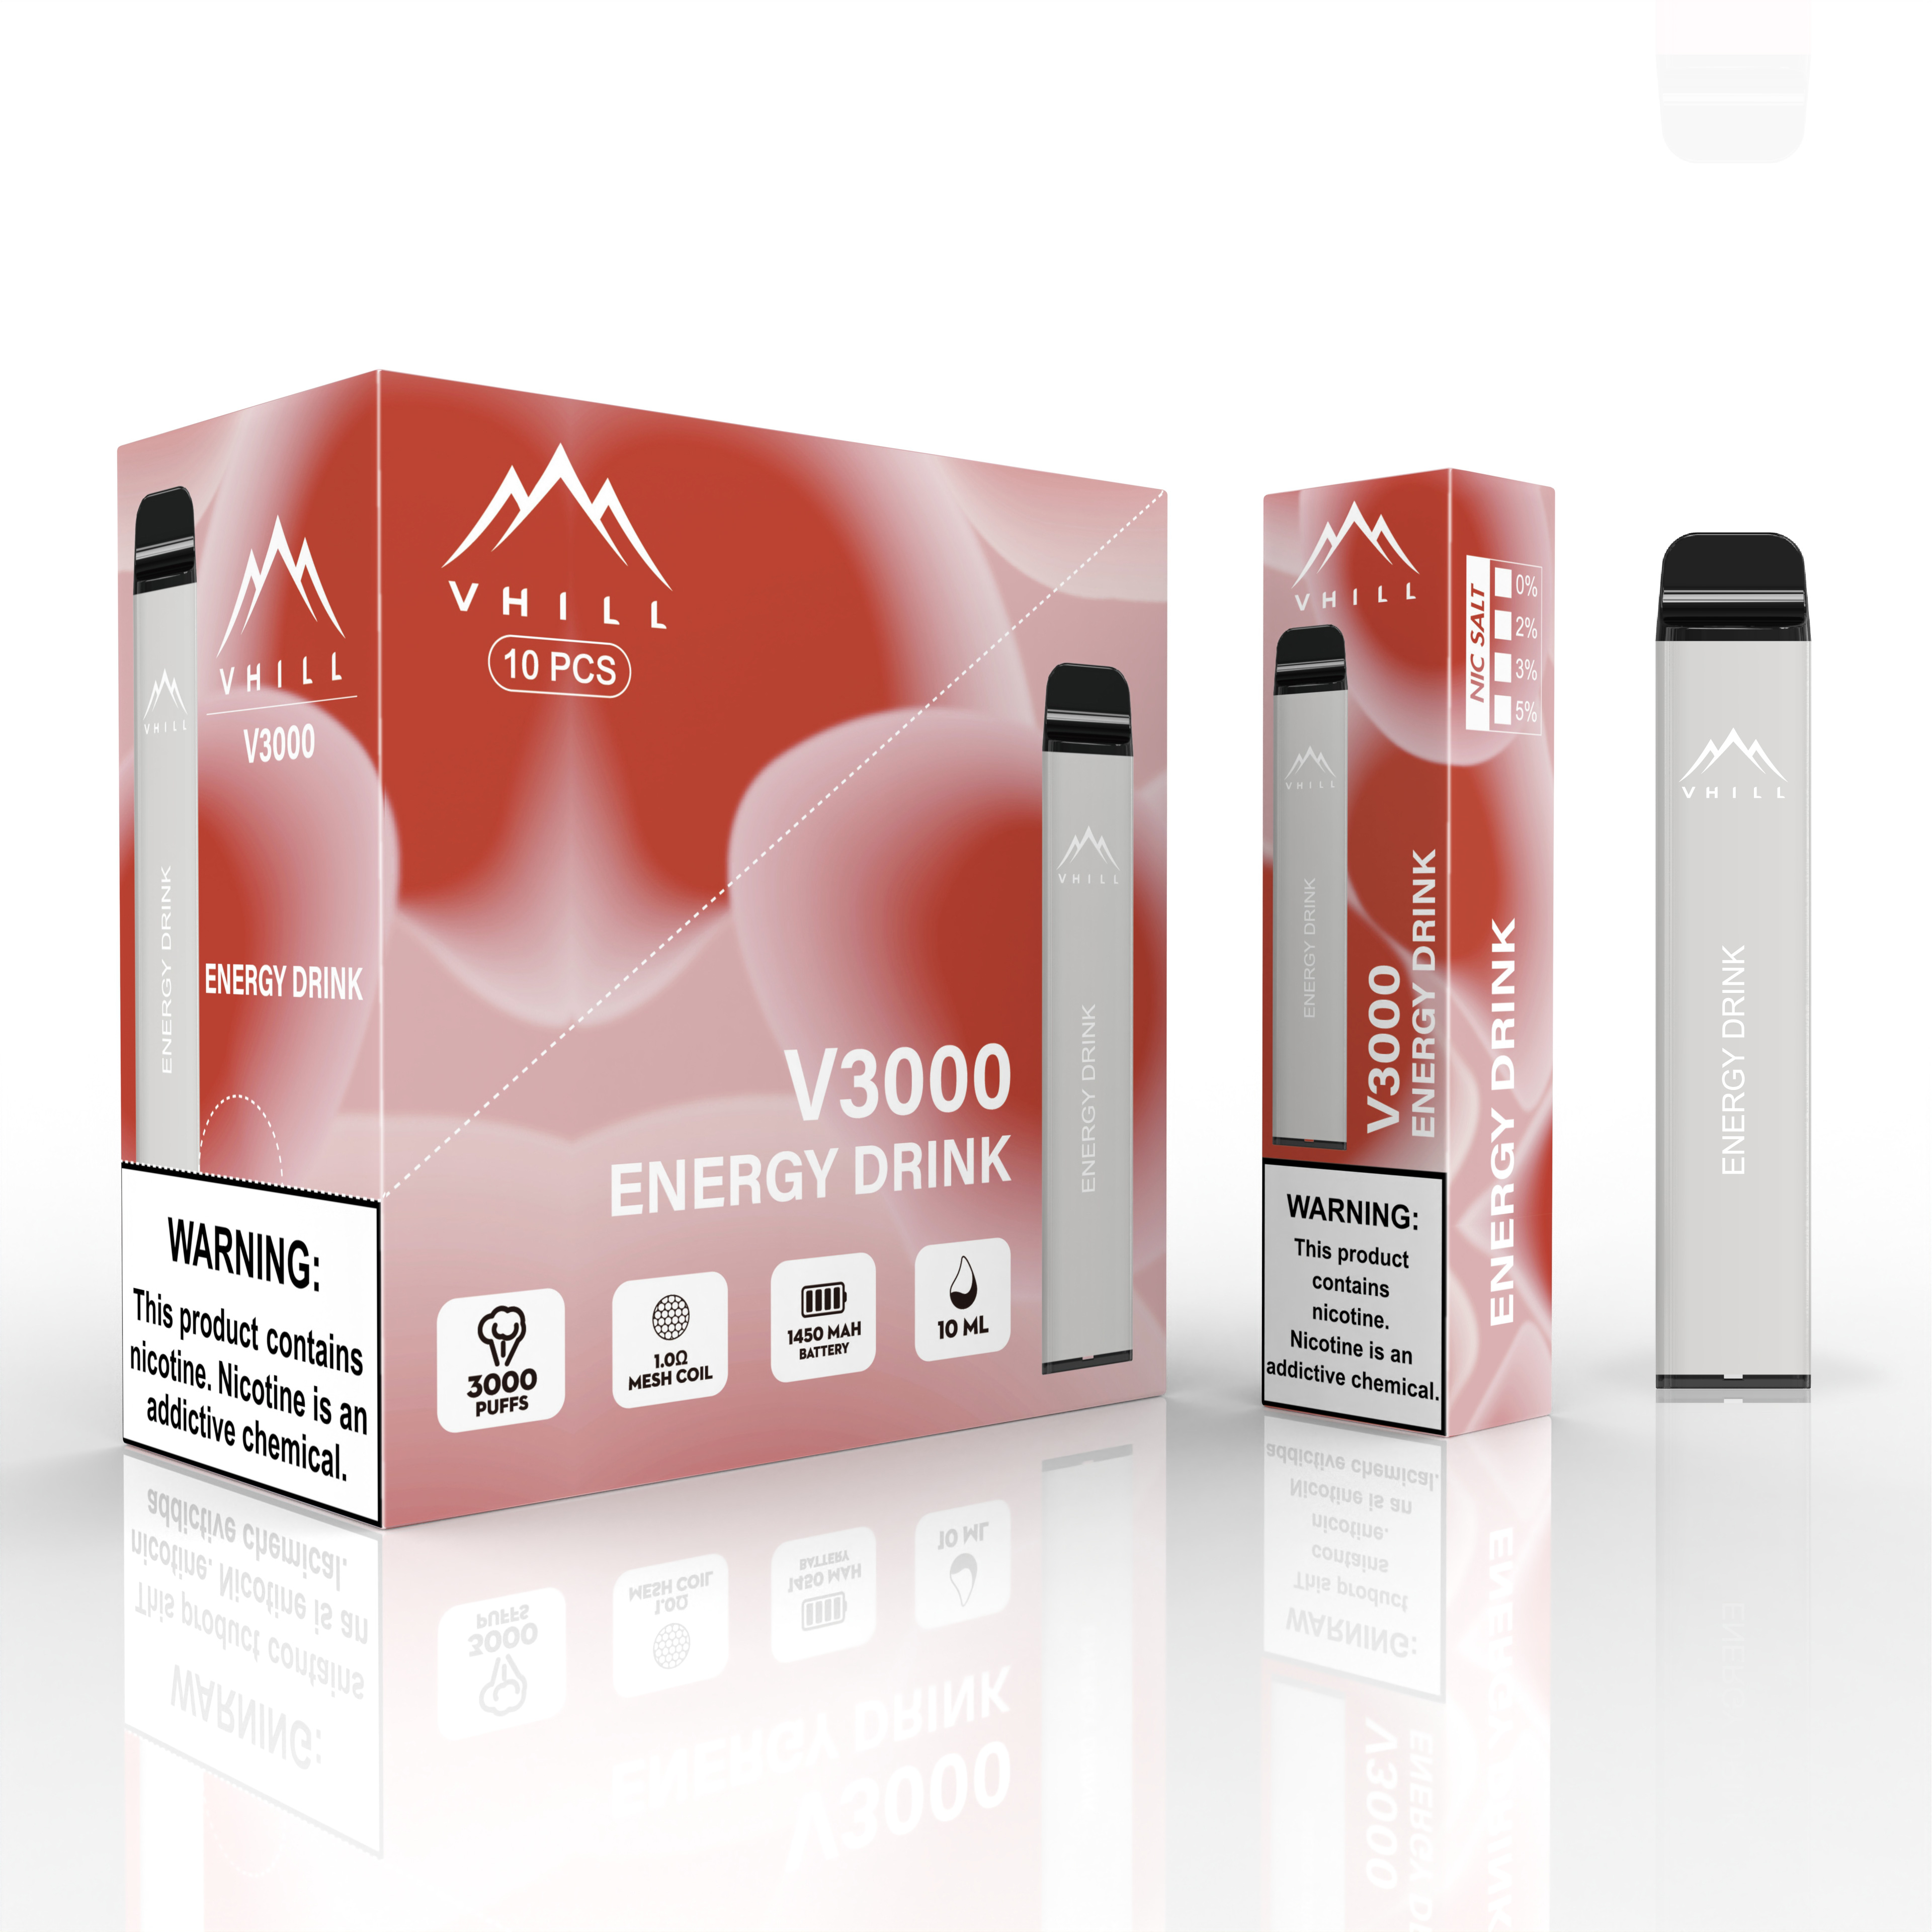 VHILL
V3000
ENERGY DRINK
VHILL
ENERGY DRINK
WARNING:
This product contains
nicotine. Nicotine is an
addictive chemical.
VHILL
10 PCS
V3000
ENERGY DRINK
3000
PUFFS
1.0Ω
MESH COIL
1450 MAH
BATTERY
10 ML
VHILL
ENERGY DRINK
VHILL
VHILL
ENERGY DRINK
V3000
ENERGY DRINK
WARNING:
This product
contains
nicotine.
Nicotine is an
addictive chemical.
NIC SALT
0%
2%
3%
5%
ENERGY DRINK
VHILL
ENERGY DRINK